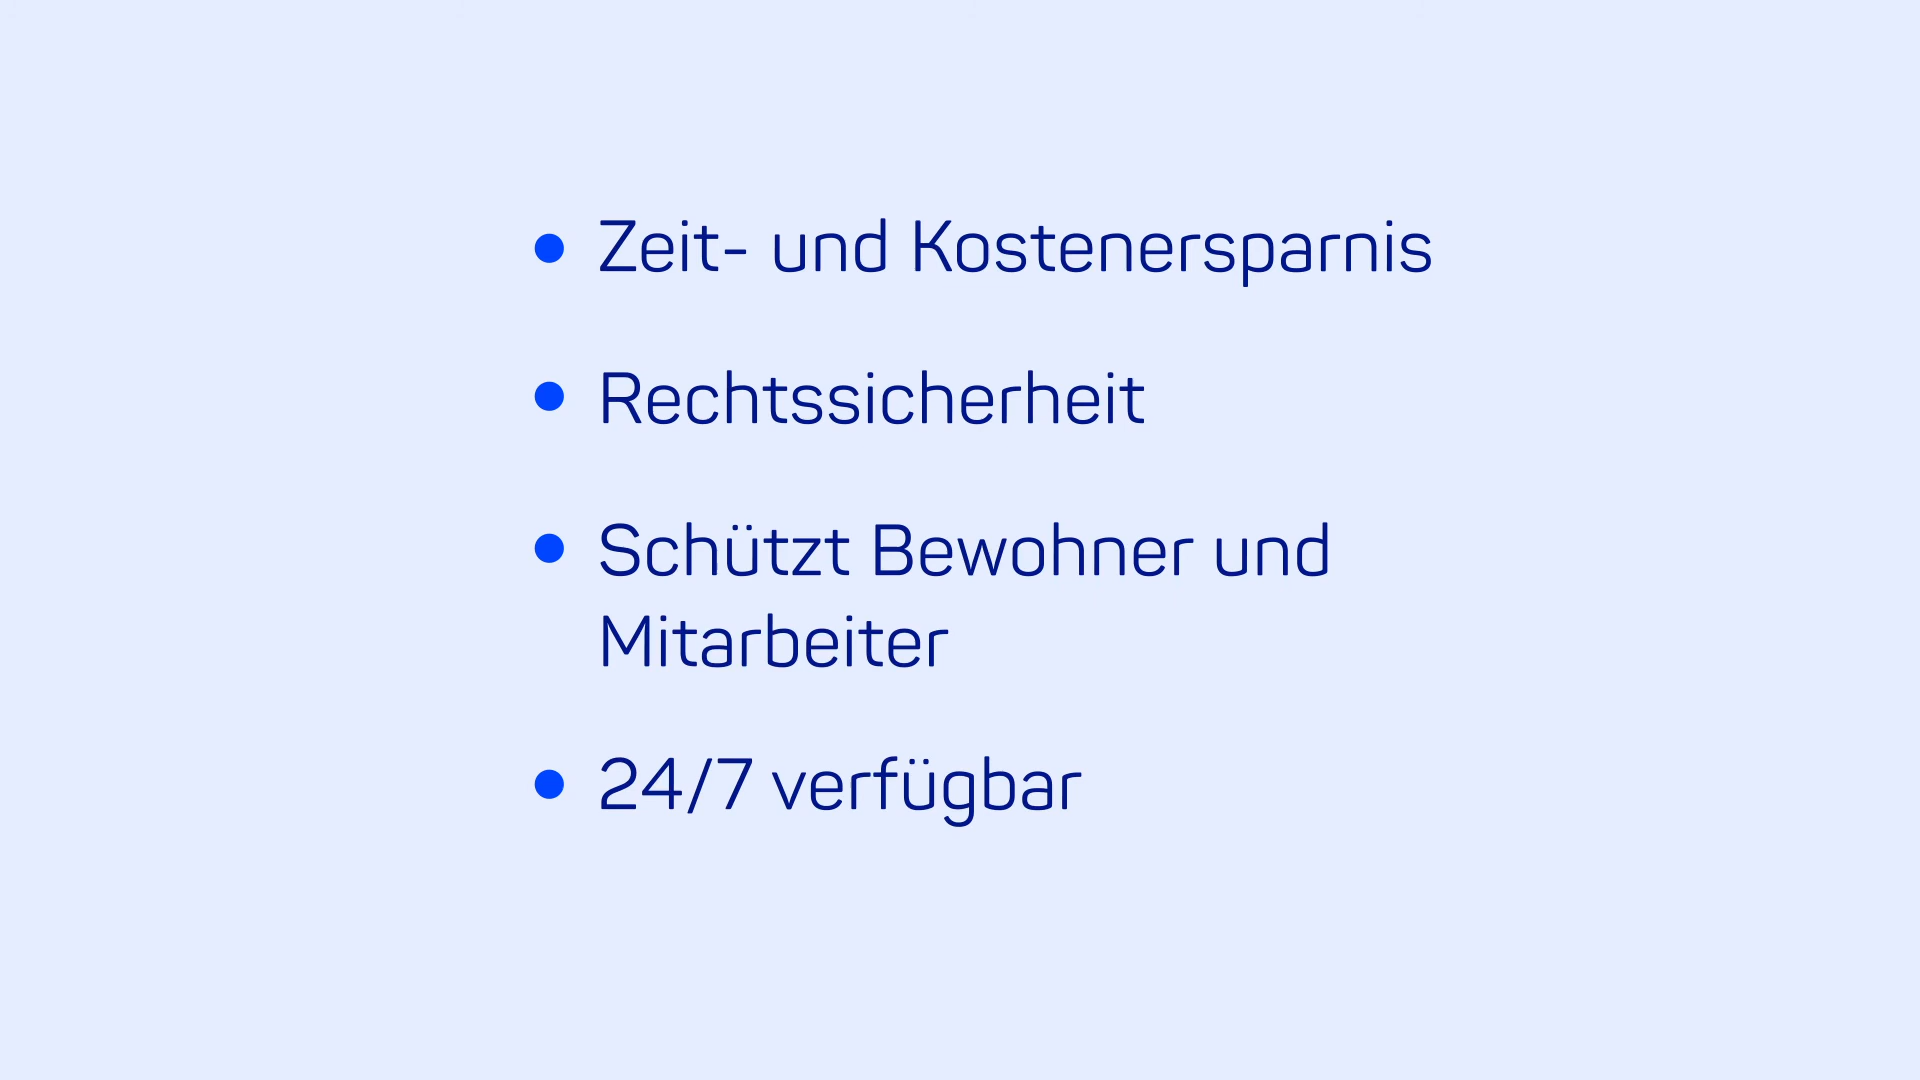 • Zeit- und Kostenersparnis
• Rechtssicherheit
• Schützt Bewohner und
Mitarbeiter
• 24/7 verfügbar